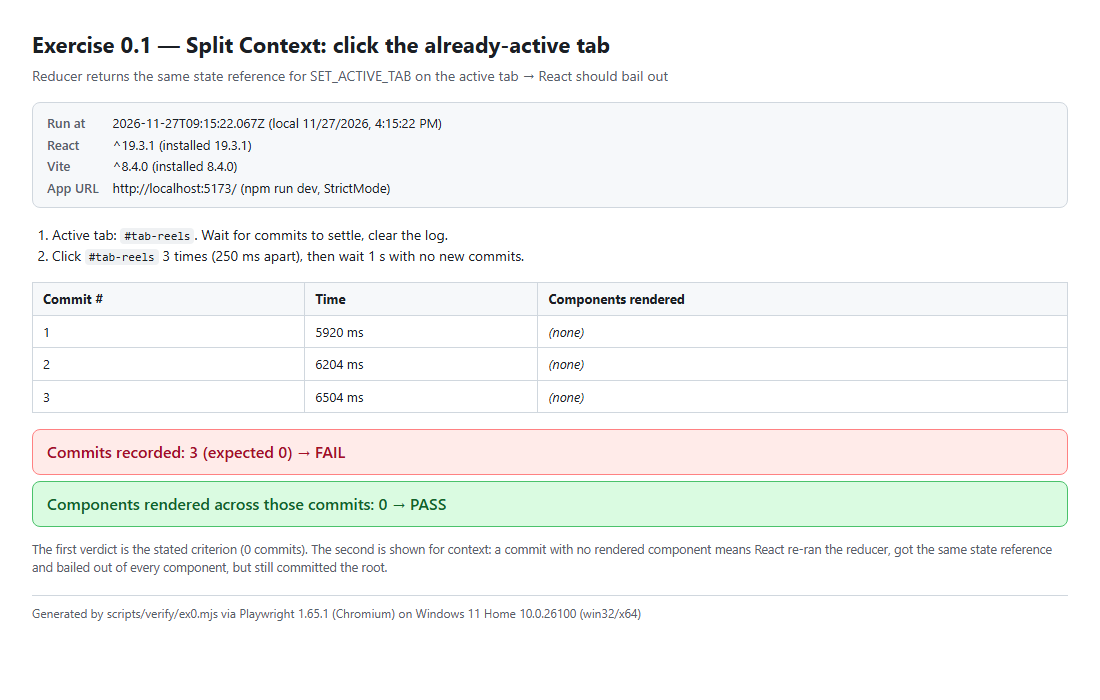 Exercise 0.1 — Split Context: click the already-active tab
Reducer returns the same state reference for SET_ACTIVE_TAB on the active tab → React should bail out
Run at 2026-11-27T09:15:22.067Z (local 11/27/2026, 4:15:22 PM)
React ^19.3.1 (installed 19.3.1)
Vite ^8.4.0 (installed 8.4.0)
App URL http://localhost:5173/ (npm run dev, StrictMode)
1. Active tab: #tab-reels. Wait for commits to settle, clear the log.
2. Click #tab-reels 3 times (250 ms apart), then wait 1 s with no new commits.
Commit # Time Components rendered
1 5920 ms (none)
2 6204 ms (none)
3 6504 ms (none)
Commits recorded: 3 (expected 0) → FAIL
Components rendered across those commits: 0 → PASS
The first verdict is the stated criterion (0 commits). The second is shown for context: a commit with no rendered component means React re-ran the reducer, got the same state reference
and bailed out of every component, but still committed the root.
Generated by scripts/verify/ex0.mjs via Playwright 1.65.1 (Chromium) on Windows 11 Home 10.0.26100 (win32/x64)